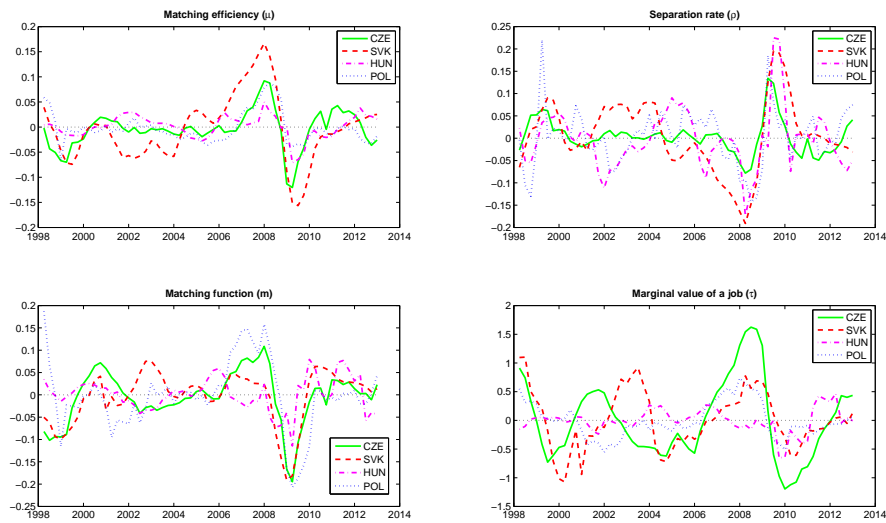 Matching efficiency (μ)
0.2
0.15
0.1
0.05
0
−0.05
−0.1
−0.15
−0.2
1998 2000 2002 2004 2006 2008 2010 2012 2014
CZE
SVK
HUN
POL
Separation rate (ρ)
0.25
0.2
0.15
0.1
0.05
0
−0.05
−0.1
−0.15
−0.2
1998 2000 2002 2004 2006 2008 2010 2012 2014
CZE
SVK
HUN
POL
Matching function (m)
0.2
0.15
0.1
0.05
0
−0.05
−0.1
−0.15
−0.2
−0.25
1998 2000 2002 2004 2006 2008 2010 2012 2014
CZE
SVK
HUN
POL
Marginal value of a job (τ)
2
1.5
1
0.5
0
−0.5
−1
−1.5
1998 2000 2002 2004 2006 2008 2010 2012 2014
CZE
SVK
HUN
POL